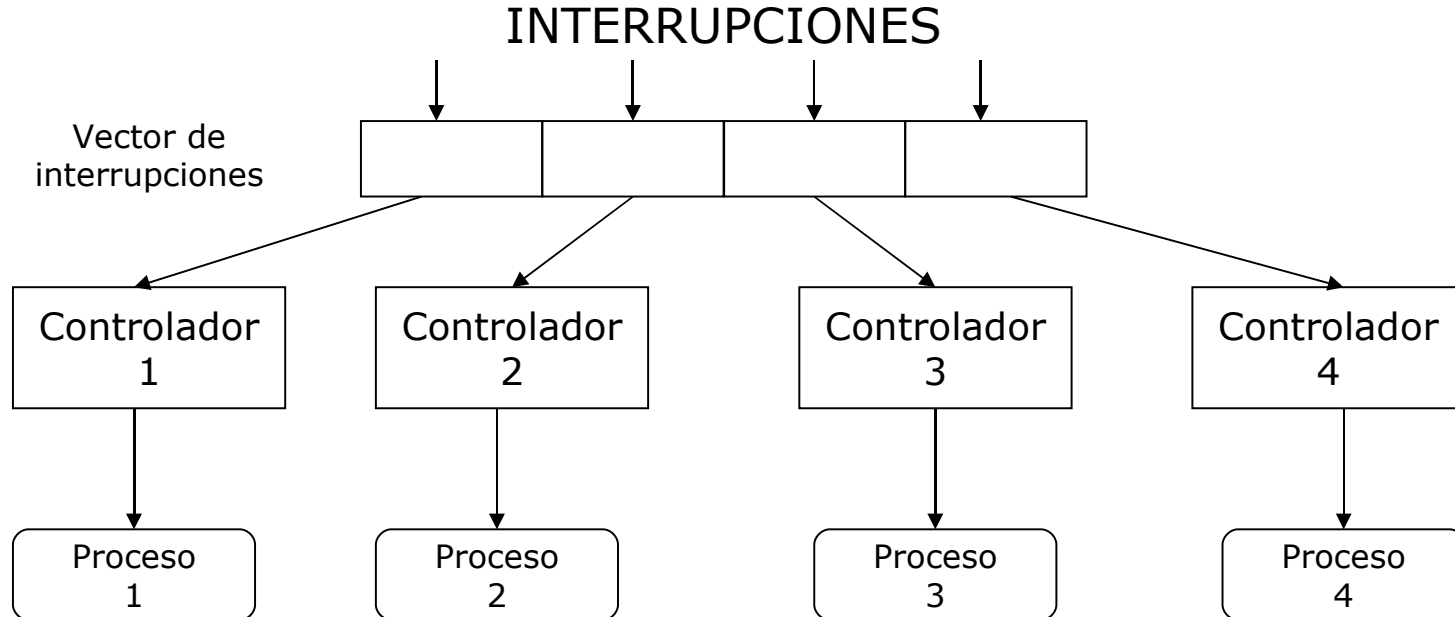 INTERRUPCIONES
Vector de
interrupciones
Controlador
1
Controlador
2
Controlador
3
Controlador
4
Proceso
1
Proceso
2
Proceso
3
Proceso
4